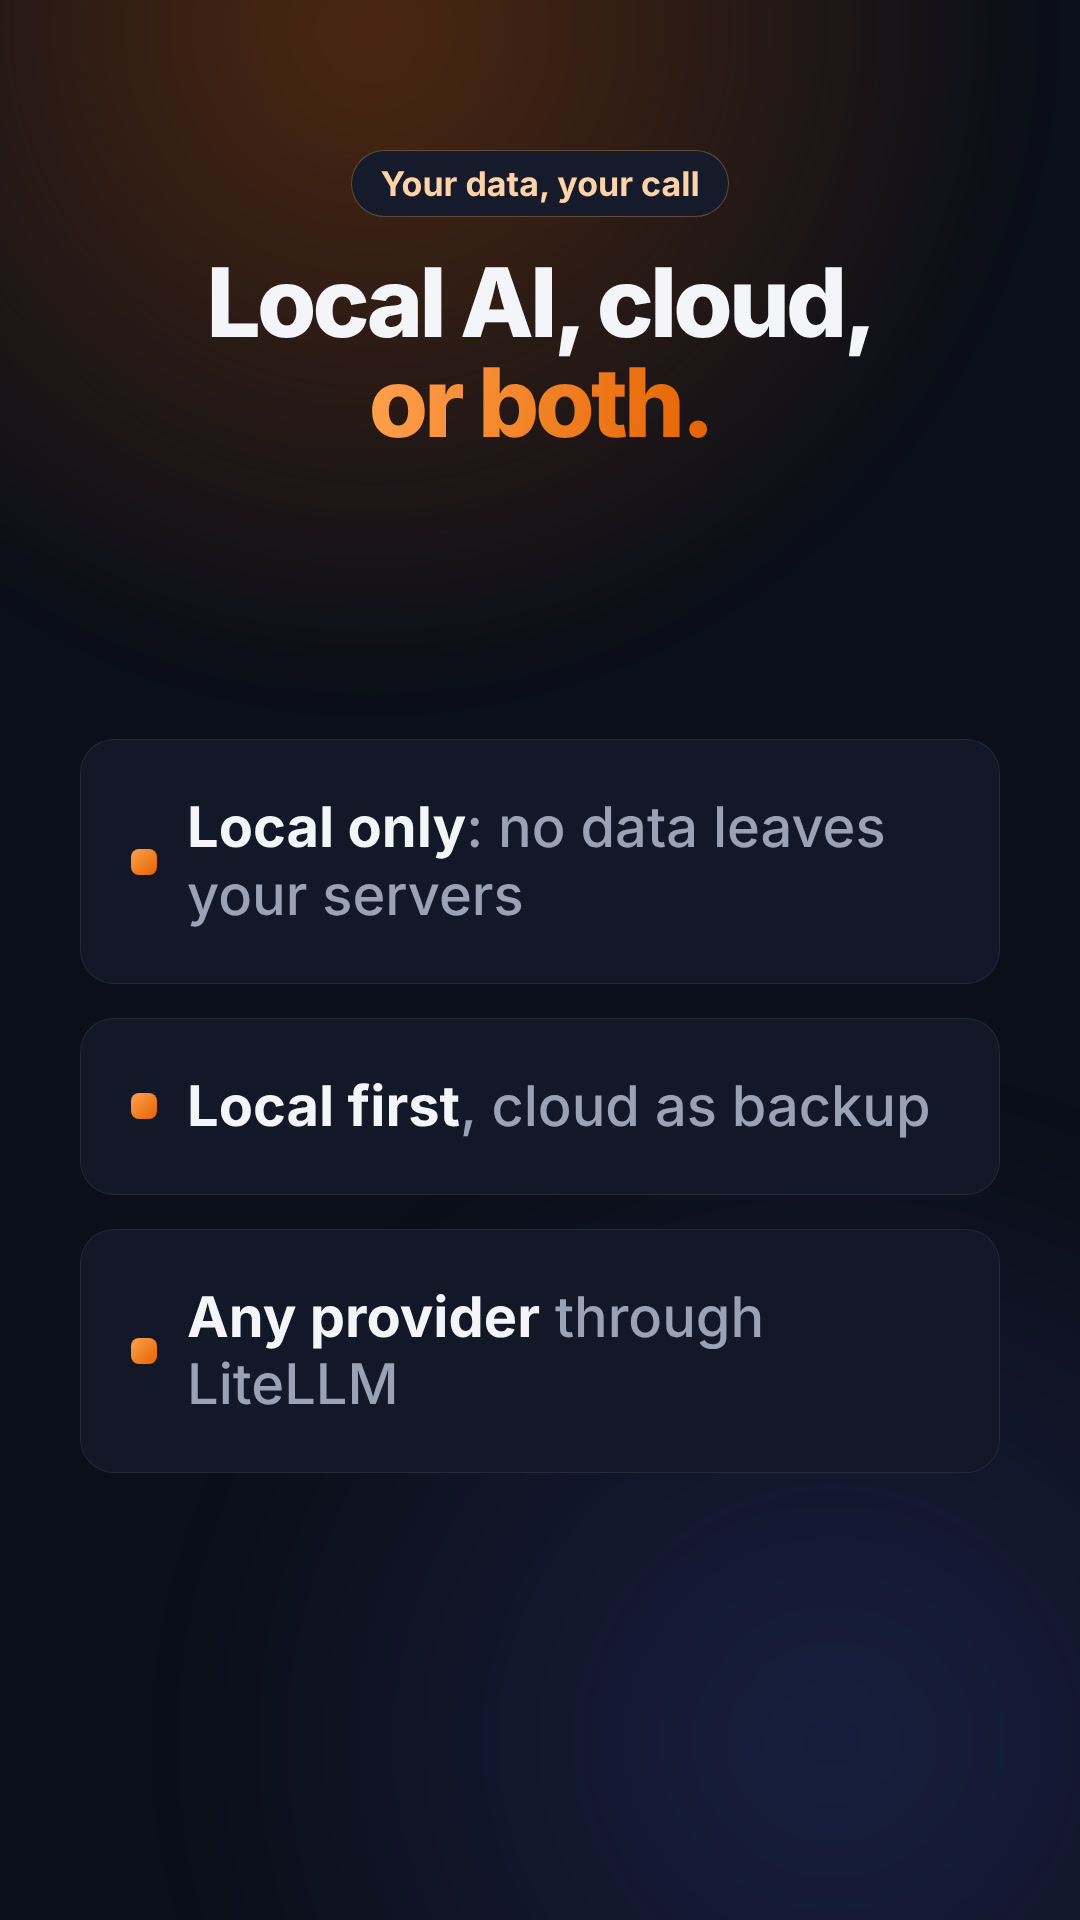 Your data, your call
Local AI, cloud,
or both.
Local only: no data leaves
your servers
Local first, cloud as backup
Any provider through
LiteLLM